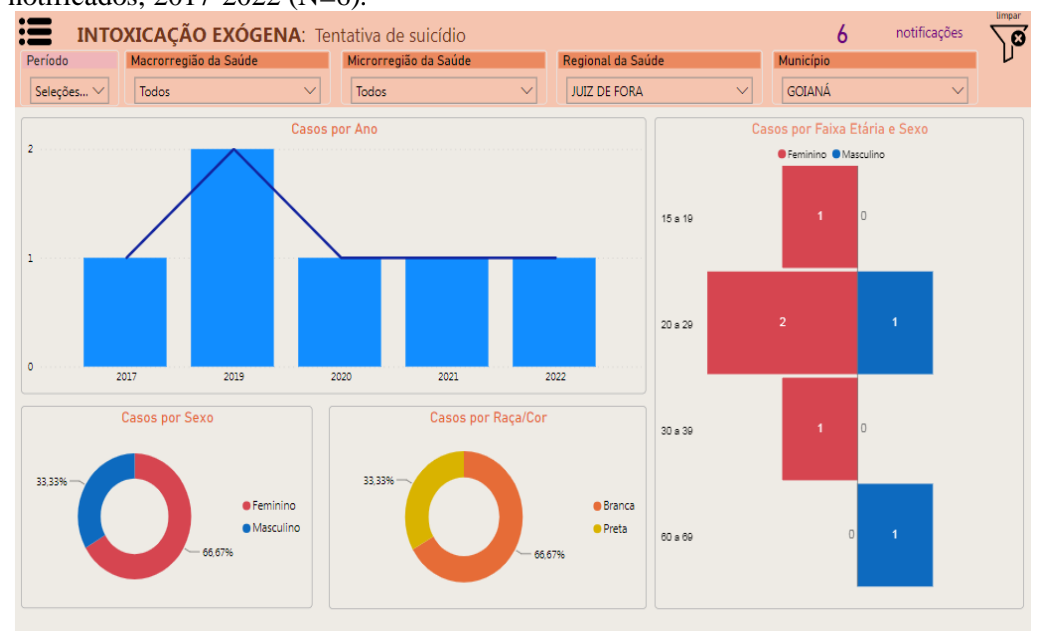 notificados, 2017-2022 (N=6).
limpar
INTOXICAÇÃO EXÓGENA: Tentativa de suicídio
6 notificações
Período
Macrorregião da Saúde
Microrregião da Saúde
Regional da Saúde
Município
Seleções...
Todos
Todos
JUIZ DE FORA
GOIANÁ
Casos por Ano
2
1
0
2017 2019 2020 2021 2022
Casos por Faixa Etária e Sexo
Feminino Masculino
15 a 19 1 0
20 a 29 2 1
30 a 39 1 0
60 a 69 0 1
Casos por Sexo
33,33%
66,67%
Feminino
Masculino
Casos por Raça/Cor
33,33%
66,67%
Branca
Preta